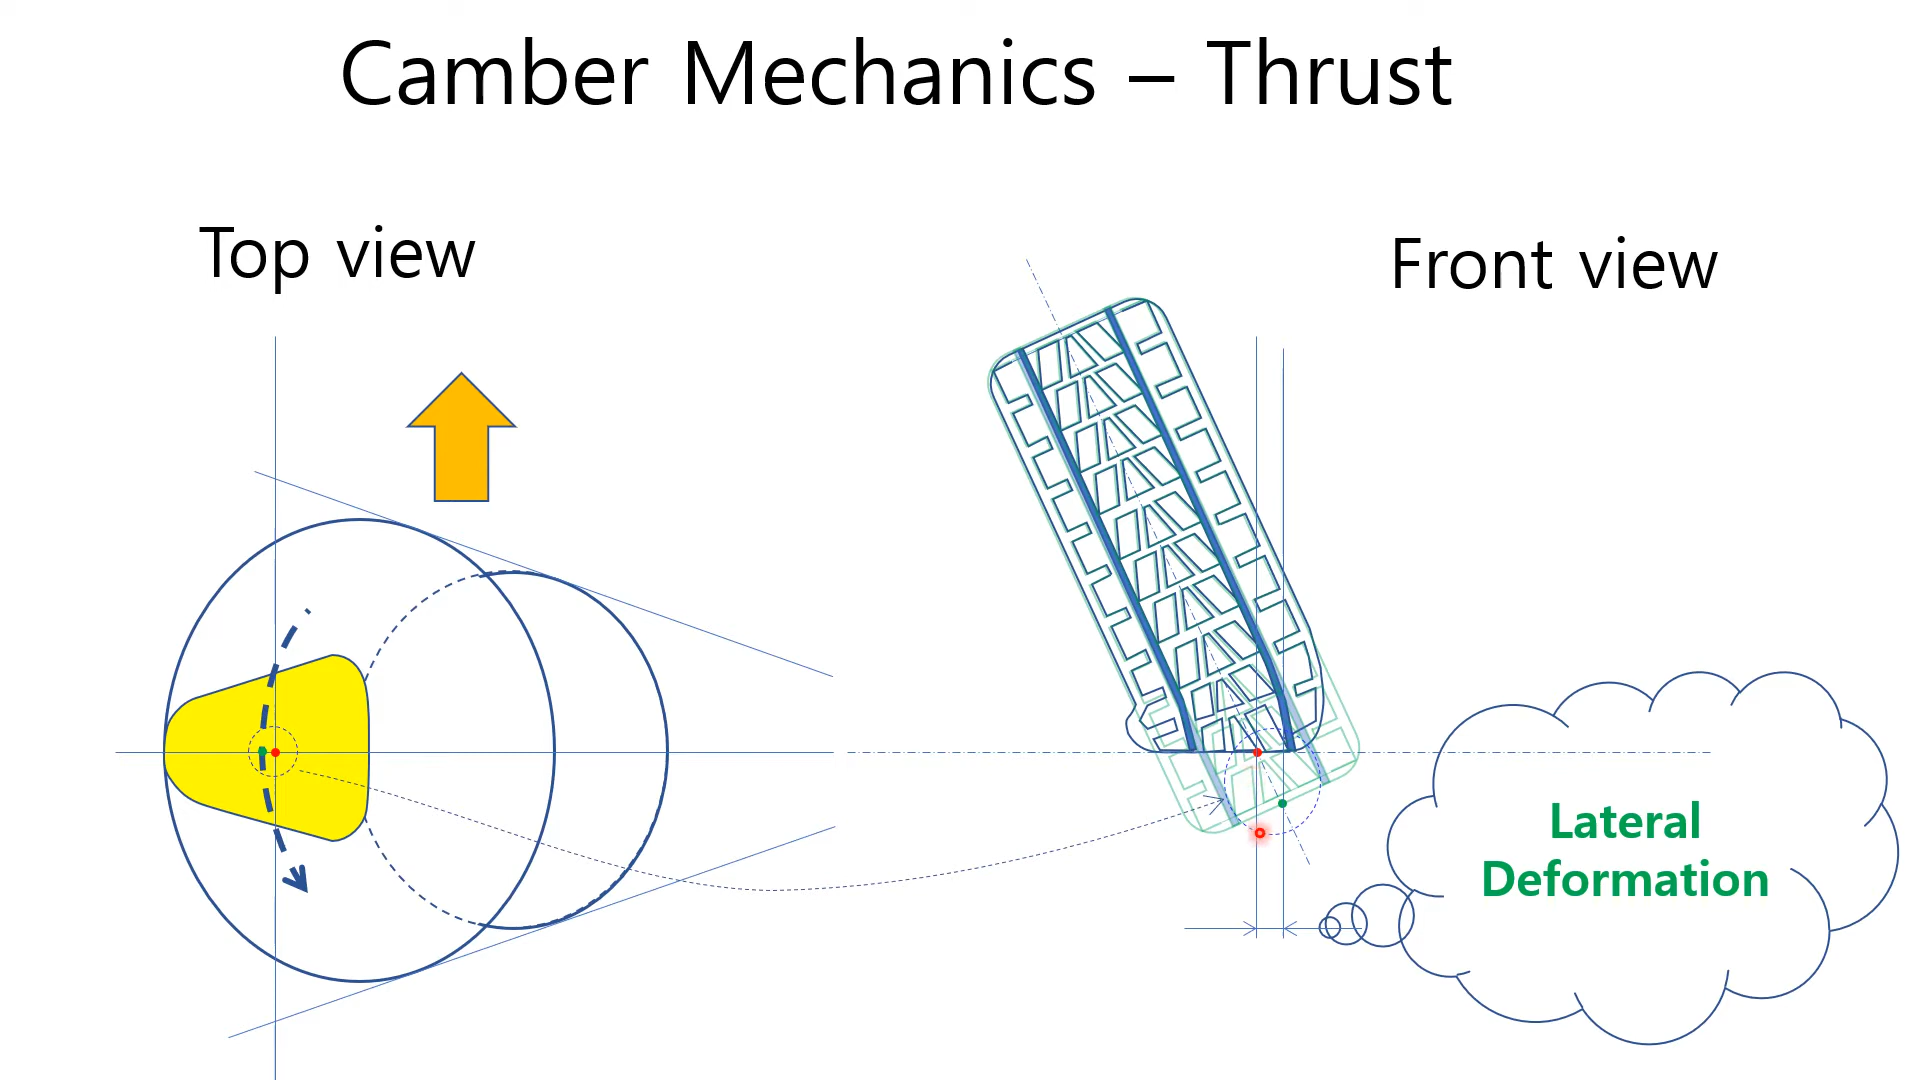 Camber Mechanics – Thrust
Top view
Front view
Lateral
Deformation